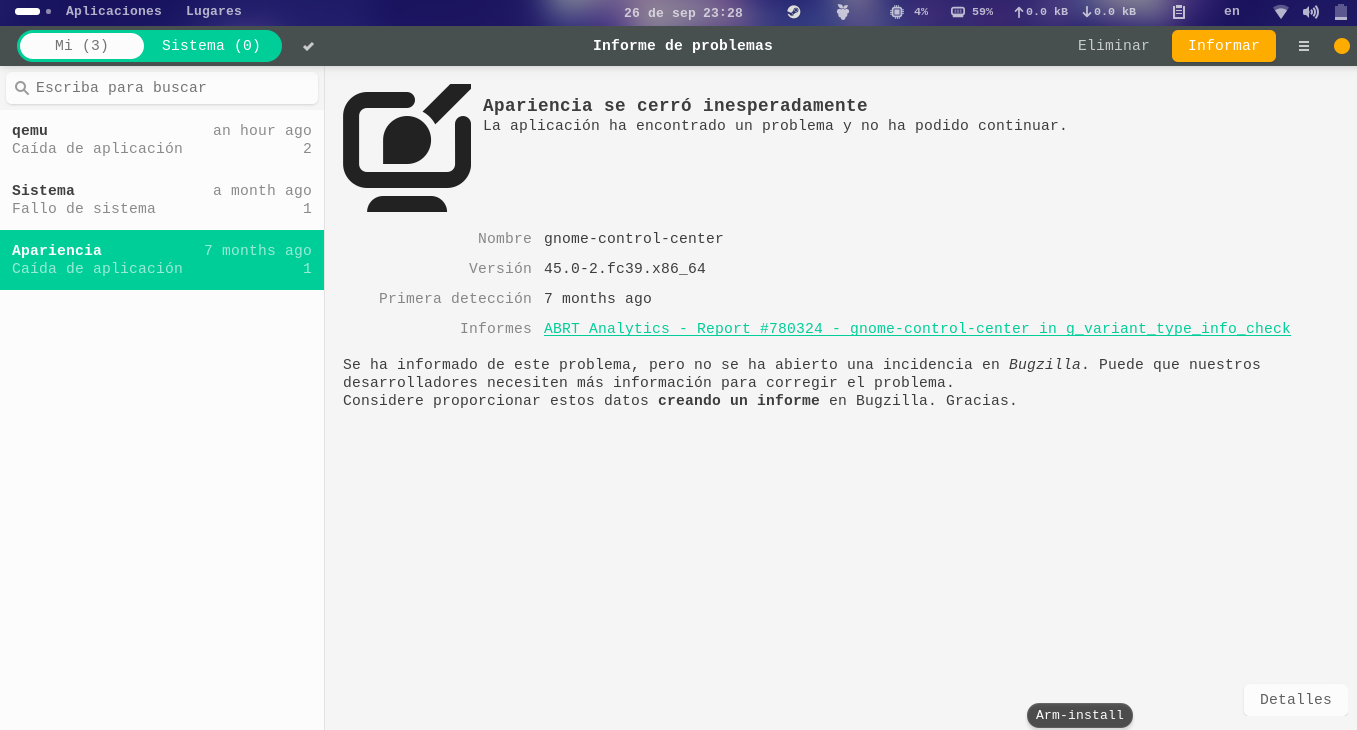 Aplicaciones Lugares 26 de sep 23:28 4% 59% 0.0 kB 0.0 kB en
Mi (3) Sistema (0) Informe de problemas Eliminar Informar
Escriba para buscar
qemu an hour ago
Caída de aplicación 2
Sistema a month ago
Fallo de sistema 1
Apariencia 7 months ago
Caída de aplicación 1
Apariencia se cerró inesperadamente
La aplicación ha encontrado un problema y no ha podido continuar.
Nombre gnome-control-center
Versión 45.0-2.fc39.x86_64
Primera detección 7 months ago
Informes ABRT Analytics - Report #780324 - gnome-control-center in g_variant_type_info_check
Se ha informado de este problema, pero no se ha abierto una incidencia en Bugzilla. Puede que nuestros
desarrolladores necesiten más información para corregir el problema.
Considere proporcionar estos datos creando un informe en Bugzilla. Gracias.
Detalles
Arm-install